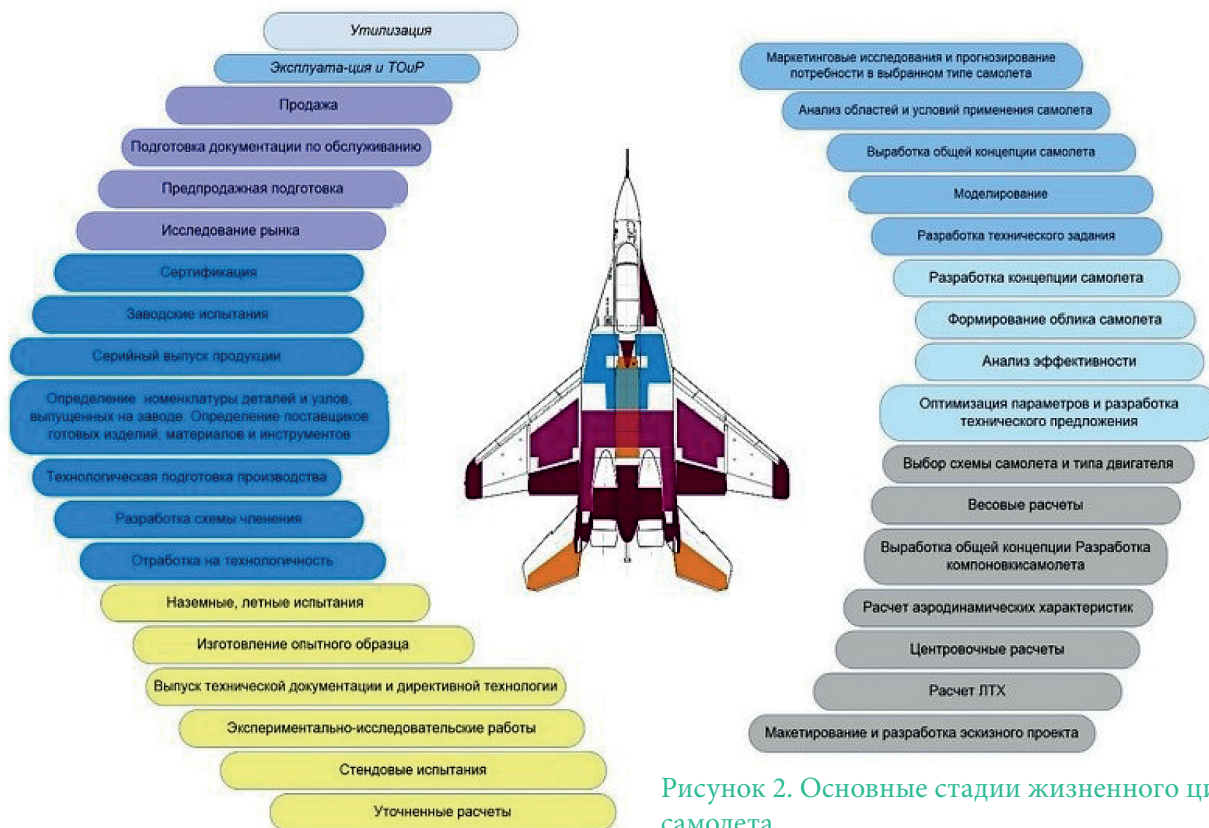 Утилизация
Эксплуата-ция и ТОиР
Продажа
Подготовка документации по обслуживанию
Предпродажная подготовка
Исследование рынка
Сертификация
Заводские испытания
Серийный выпуск продукции
Определение номенклатуры деталей и узлов,
выпущенных на заводе. Определение поставщиков
готовых изделий, материалов и инструментов
Технологическая подготовка производства
Разработка схемы членения
Отработка на технологичность
Наземные, летные испытания
Изготовление опытного образца
Выпуск технической документации и директивной технологии
Экспериментально-исследовательские работы
Стендовые испытания
Уточненные расчеты
Маркетинговые исследования и прогнозирование
потребности в выбранном типе самолета
Анализ областей и условий применения самолета
Выработка общей концепции самолета
Моделирование
Разработка технического задания
Разработка концепции самолета
Формирование облика самолета
Анализ эффективности
Оптимизация параметров и разработка
технического предложения
Выбор схемы самолета и типа двигателя
Весовые расчеты
Выработка общей концепции Разработка
компоновкисамолета
Расчет аэродинамических характеристик
Центровочные расчеты
Расчет ЛТХ
Макетирование и разработка эскизного проекта
Рисунок 2. Основные стадии жизненного ци
самолета